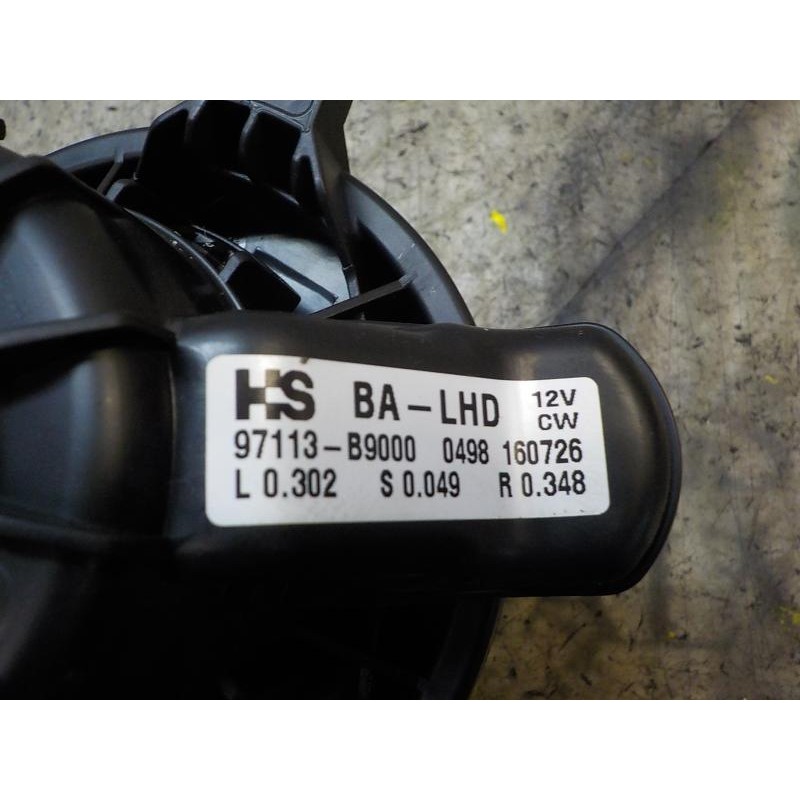 HS BA-LHD 12V
CW
97113-B9000 0498 160726
L 0.302 S 0.049 R 0.348